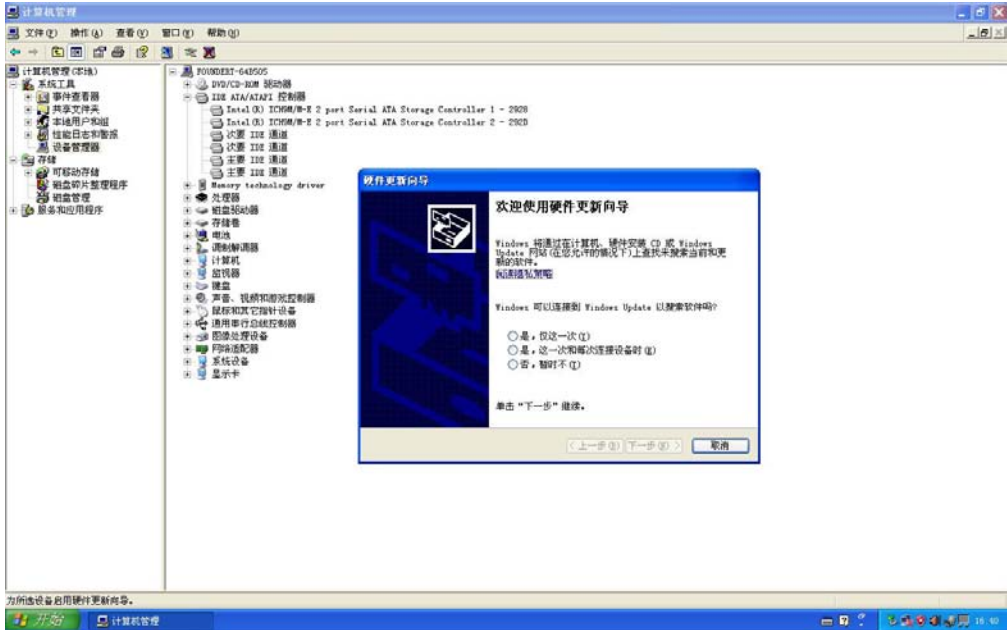 计算机管理
文件(F) 操作(A) 查看(V) 窗口(W) 帮助(H)
计算机管理(本地)
系统工具
事件查看器
共享文件夹
本地用户和组
性能日志和警报
设备管理器
存储
可移动存储
磁盘碎片整理程序
磁盘管理
服务和应用程序
DVD/CD-ROM 驱动器
IDE ATA/ATAPI 控制器
Intel(R) ICH9M/M-E 2 port Serial ATA Storage Controller 1 - 2928
Intel(R) ICH9M/M-E 2 port Serial ATA Storage Controller 2 - 292D
次要 IDE 通道
次要 IDE 通道
主要 IDE 通道
主要 IDE 通道
Memory technology driver
处理器
磁盘驱动器
存储卷
电池
调制解调器
计算机
监视器
键盘
声音、视频和游戏控制器
鼠标和其它指针设备
通用串行总线控制器
图像处理设备
网络适配器
系统设备
显示卡
硬件更新向导
欢迎使用硬件更新向导
Windows 将通过在计算机、硬件安装 CD 或 Windows
Update 网站(在您允许的情况下)上查找来搜索当前和更
新的软件。
阅读隐私策略
Windows 可以连接到 Windows Update 以搜索软件吗?
是，仅这一次(Y)
是，这一次和每次连接设备时(E)
否，暂时不(T)
单击“下一步”继续。
<上一步(B) 下一步(N)> 取消
为所选设备启用硬件更新向导。
开始 计算机管理 16:40